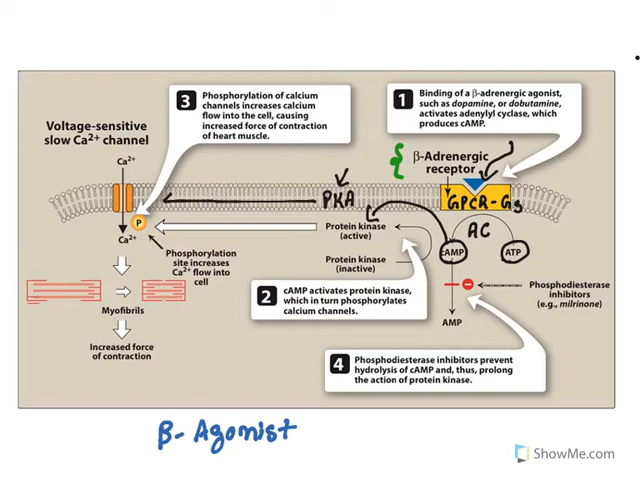 3
Phosphorylation of calcium
channels increases calcium
flow into the cell, causing
increased force of contraction
of heart muscle.
1
Binding of a β-adrenergic agonist,
such as dopamine, or dobutamine,
activates adenylyl cyclase, which
produces cAMP.
Voltage-sensitive
slow Ca²⁺ channel
Ca²⁺
β-Adrenergic
receptor
PKA
GPCR-Gs
P
Ca²⁺
Protein kinase
(active)
AC
cAMP
ATP
Phosphorylation
site increases
Ca²⁺ flow into
cell
Protein kinase
(inactive)
Myofibrils
2
cAMP activates protein kinase,
which in turn phosphorylates
calcium channels.
Phosphodiesterase
inhibitors
(e.g., milrinone)
AMP
Increased force
of contraction
4
Phosphodiesterase inhibitors prevent
hydrolysis of cAMP and, thus, prolong
the action of protein kinase.
β- Agonist
ShowMe.com